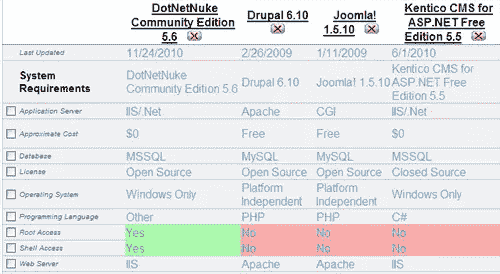 DotNetNuke Community Edition 5.6 Drupal 6.10 Joomla! 1.5.10 Kentico CMS for ASP.NET Free Edition 5.5
Last Updated 11/24/2010 2/26/2009 1/11/2009 6/1/2010
System Requirements DotNetNuke Community Edition 5.6 Drupal 6.10 Joomla! 1.5.10 Kentico CMS for ASP.NET Free Edition 5.5
Application Server IIS/.Net Apache CGI IIS/.Net
Approximate Cost $0 Free Free $0
Database MSSQL MySQL MySQL MSSQL
License Open Source Open Source Open Source Closed Source
Operating System Windows Only Platform Independent Platform Independent Windows Only
Programming Language Other PHP PHP C#
Root Access Yes No No No
Shell Access Yes No No No
Web Server IIS Apache Apache IIS